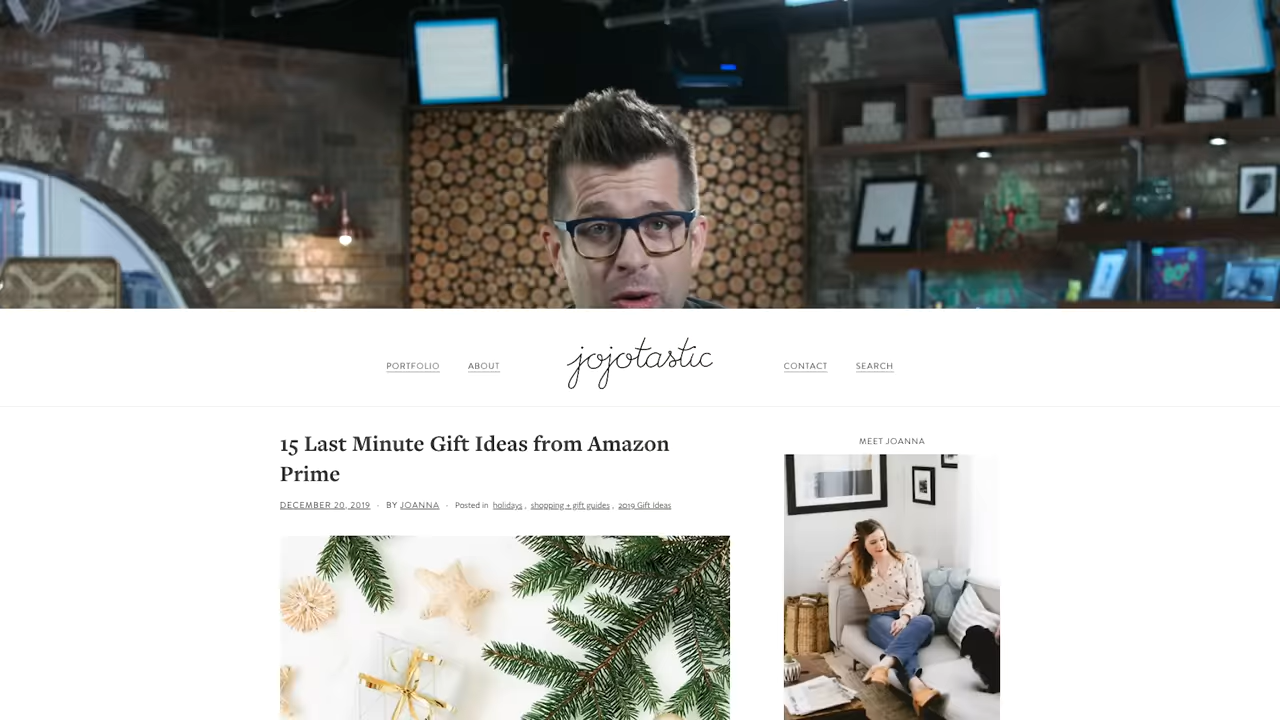 PORTFOLIO ABOUT jojotastic CONTACT SEARCH
15 Last Minute Gift Ideas from Amazon
Prime
DECEMBER 20, 2019 · BY JOANNA · Posted in holidays, shopping + gift guides, 2019 Gift Ideas
MEET JOANNA